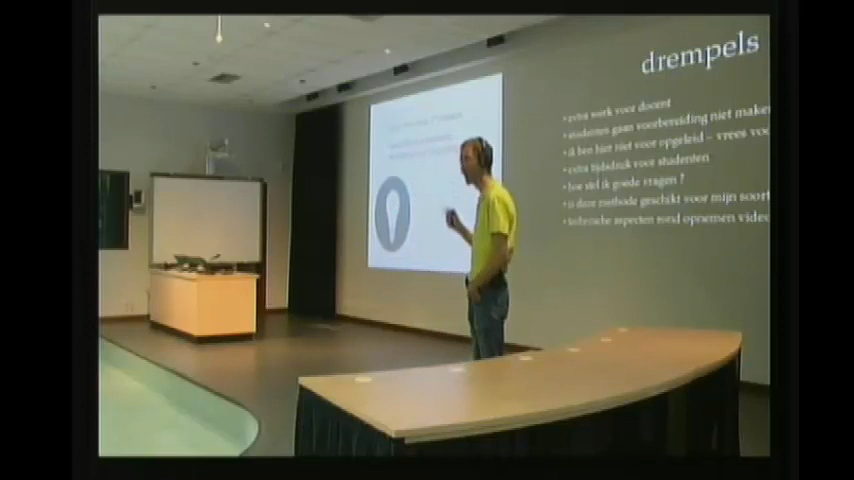 drempels
• extra werk voor docent
• studenten gaan voorbereiding niet maken
• ik ben hier niet voor opgeleid – vrees voo
• extra tijdsdruk voor studenten
• hoe stel ik goede vragen ?
• is deze methode geschikt voor mijn soort
• technische aspecten rond opnemen video